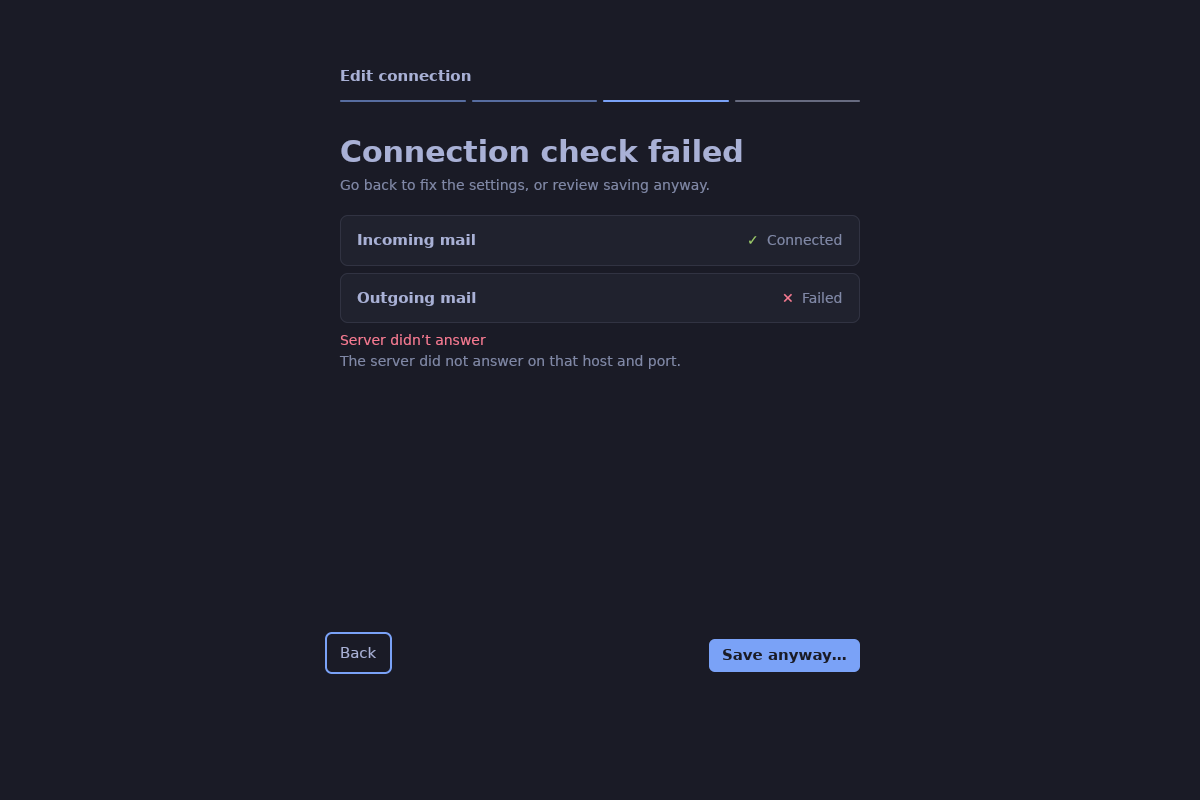 Edit connection
Connection check failed
Go back to fix the settings, or review saving anyway.
Incoming mail ✓ Connected
Outgoing mail ✕ Failed
Server didn’t answer
The server did not answer on that host and port.
Back Save anyway…